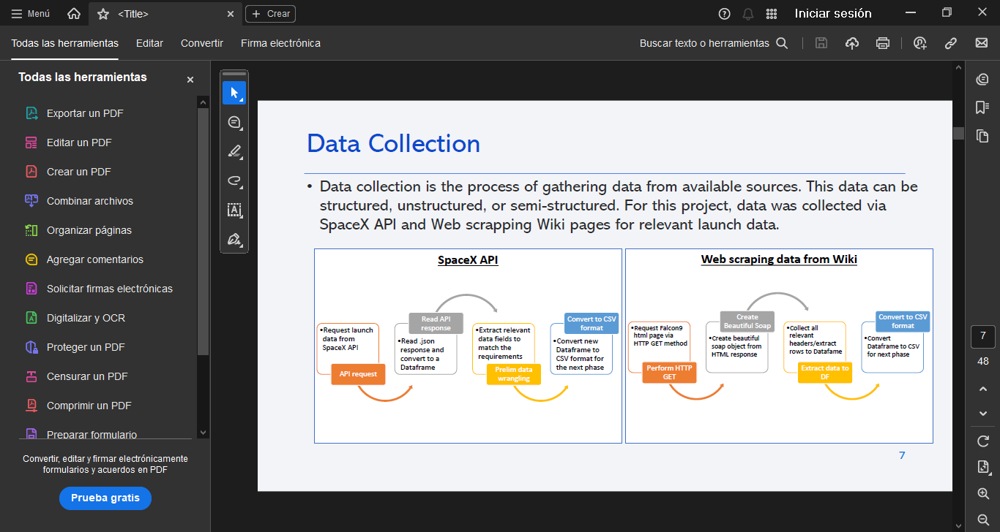 Menú
<Title>
Crear
Iniciar sesión
Todas las herramientas
Editar
Convertir
Firma electrónica
Buscar texto o herramientas
Todas las herramientas
Exportar un PDF
Editar un PDF
Crear un PDF
Combinar archivos
Organizar páginas
Agregar comentarios
Solicitar firmas electrónicas
Digitalizar y OCR
Proteger un PDF
Censurar un PDF
Comprimir un PDF
Preparar formulario
Convertir, editar y firmar electrónicamente
formularios y acuerdos en PDF
Prueba gratis
Data Collection
• Data collection is the process of gathering data from available sources. This data can be
structured, unstructured, or semi-structured. For this project, data was collected via
SpaceX API and Web scrapping Wiki pages for relevant launch data.
SpaceX API
•Request launch
data from
SpaceX API
API request
Read API
response
•Read .json
response and
convert to a
Dataframe
•Extract relevant
data fields to
match the
requirements
Prelim data
wrangling
Convert to CSV
format
•Convert new
Dataframe to
CSV format for
the next phase
Web scraping data from Wiki
•Request Falcon9
html page via
HTTP GET method
Perform HTTP
GET
Create
Beautiful Soap
•Create beautiful
soap object from
HTML response
•Collect all
relevant
headers/extract
rows to Datafame
Extract data to
DF
Convert to CSV
format
•Convert
Dataframe to CSV
for next phase
7
7
48